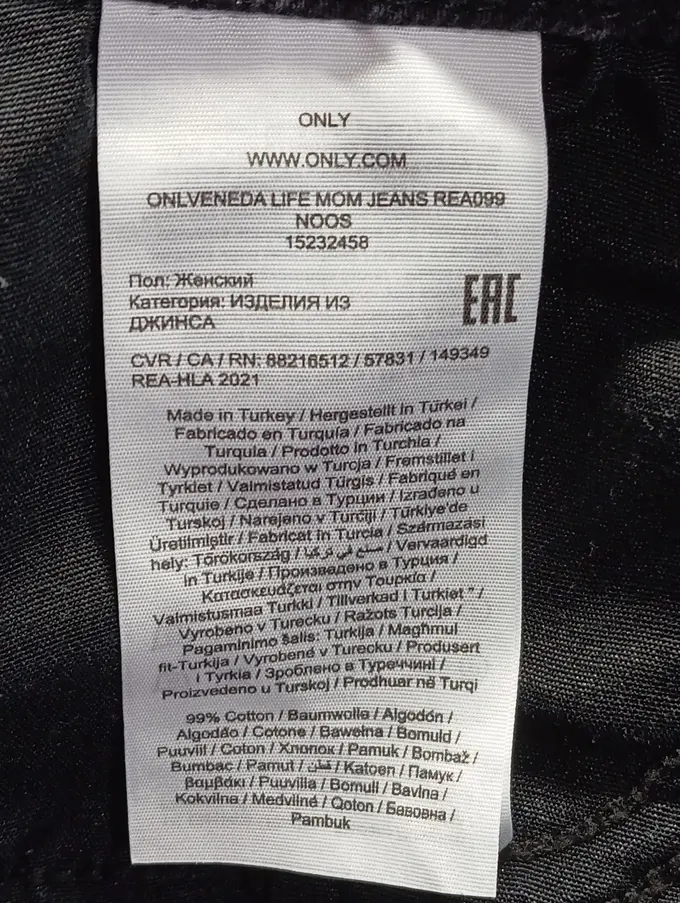 ONLY
WWW.ONLY.COM
ONLVENEDA LIFE MOM JEANS REA099
NOOS
15232458
Пол: Женский
Категория: ИЗДЕЛИЯ ИЗ
ДЖИНСА
EAC
CVR / CA / RN: 88216512 / 57831 / 149349
REA-HLA 2021
Made in Turkey / Hergestellt in Türkei /
Fabricado en Turquía / Fabricado na
Turquia / Prodotto in Turchia /
Wyprodukowano w Turcja / Fremstillet i
Tyrkiet / Valmistatud Türgis / Fabriqué en
Turquie / Сделано в Турции / Izrađeno u
Turskoj / Narejeno v Turčiji / Türkiye'de
Üretilmiştir / Fabricat în Turcia / Származási
hely: Törökország / صنع في تركيا / Vervaardigd
in Turkije / Произведено в Турция /
Κατασκευάζεται στην Τουρκία /
Valmistusmaa Turkki / Tillverkad i Turkiet " /
Vyrobeno v Turecku / Ražots Turcija /
Pagaminimo šalis: Turkija / Magħmul
fit-Turkija / Vyrobené v Turecku / Produsert
i Tyrkia / Зроблено в Туреччині /
Proizvedeno u Turskoj / Prodhuar në Turqi
99% Cotton / Baumwolle / Algodón /
Algodão / Cotone / Bawełna / Bomuld /
Puuvill / Coton / Хлопок / Pamuk / Bombaž /
Bumbac / Pamut / قطن / Katoen / Памук /
Βαμβάκι / Puuvilla / Bomull / Bavlna /
Kokvilna / Medvilnė / Qoton / Бавовна /
Pambuk